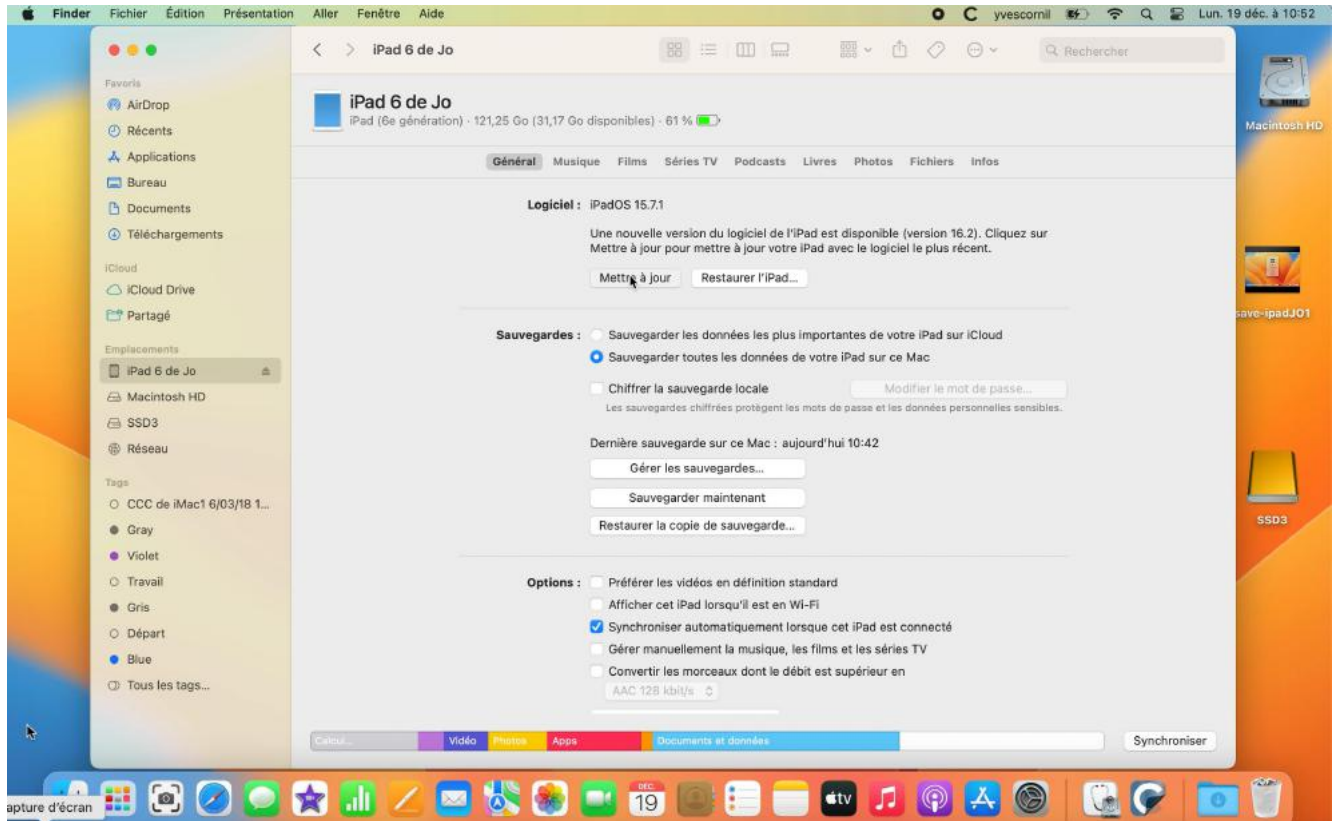 Finder Fichier Édition Présentation Aller Fenêtre Aide yvescornil Lun. 19 déc. à 10:52
iPad 6 de Jo
Rechercher
Favoris
AirDrop
Récents
Applications
Bureau
Documents
Téléchargements
iCloud
iCloud Drive
Partagé
Emplacements
iPad 6 de Jo
Macintosh HD
SSD3
Réseau
Tags
CCC de iMac1 6/03/18 1...
Gray
Violet
Travail
Gris
Départ
Blue
Tous les tags...
iPad 6 de Jo
iPad (6e génération) · 121,25 Go (31,17 Go disponibles) · 61 %
Général Musique Films Séries TV Podcasts Livres Photos Fichiers Infos
Logiciel : iPadOS 15.7.1
Une nouvelle version du logiciel de l'iPad est disponible (version 16.2). Cliquez sur
Mettre à jour pour mettre à jour votre iPad avec le logiciel le plus récent.
Mettre à jour Restaurer l'iPad...
Sauvegardes : Sauvegarder les données les plus importantes de votre iPad sur iCloud
Sauvegarder toutes les données de votre iPad sur ce Mac
Chiffrer la sauvegarde locale Modifier le mot de passe...
Les sauvegardes chiffrées protègent les mots de passe et les données personnelles sensibles.
Dernière sauvegarde sur ce Mac : aujourd'hui 10:42
Gérer les sauvegardes...
Sauvegarder maintenant
Restaurer la copie de sauvegarde...
Options : Préférer les vidéos en définition standard
Afficher cet iPad lorsqu'il est en Wi-Fi
Synchroniser automatiquement lorsque cet iPad est connecté
Gérer manuellement la musique, les films et les séries TV
Convertir les morceaux dont le débit est supérieur en
AAC 128 kbit/s
Calcul... Vidéo Photos Apps Documents et données Synchroniser
Macintosh HD
save-ipadJO1
SSD3
apture d'écran
DÉC.
19
tv